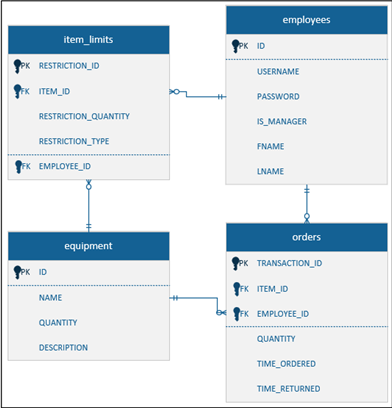 item_limits
PK RESTRICTION_ID
FK ITEM_ID
RESTRICTION_QUANTITY
RESTRICTION_TYPE
FK EMPLOYEE_ID
employees
PK ID
USERNAME
PASSWORD
IS_MANAGER
FNAME
LNAME
equipment
PK ID
NAME
QUANTITY
DESCRIPTION
orders
PK TRANSACTION_ID
FK ITEM_ID
FK EMPLOYEE_ID
QUANTITY
TIME_ORDERED
TIME_RETURNED